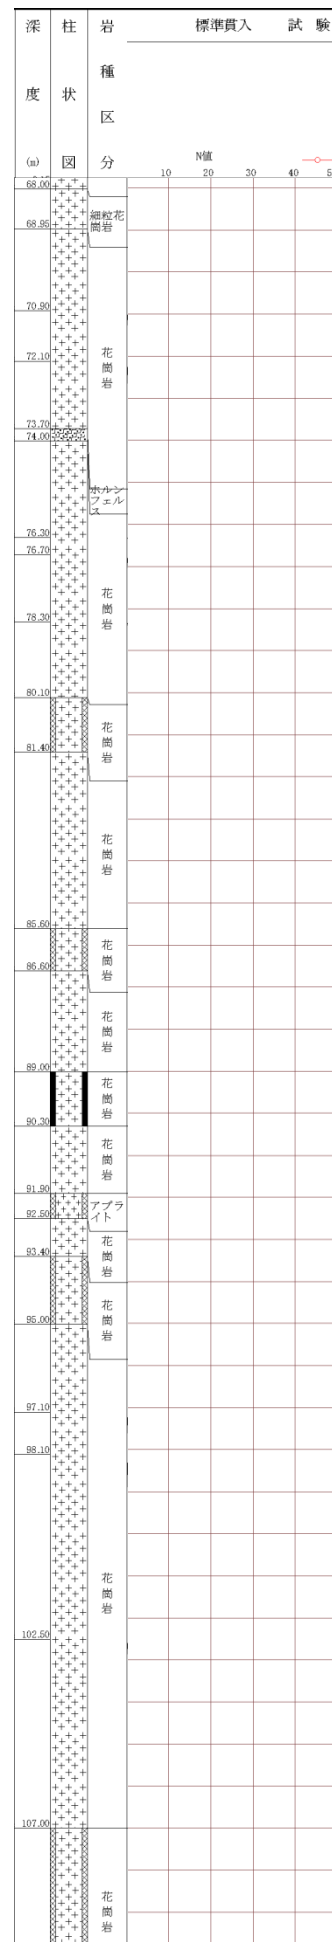 深度
(m)
柱状図
岩種区分
標準貫入 試 験
N値
10 20 30 40
68.00
細粒花
崗岩
68.95
70.90
花崗岩
72.10
73.70
74.00
ホルン
フェル
ス
76.30
76.70
花崗岩
78.30
80.10
花崗岩
81.40
花崗岩
85.60
花崗岩
86.60
花崗岩
89.00
花崗岩
90.30
花崗岩
91.90
アプラ
イト
92.50
花崗岩
93.40
花崗岩
95.00
97.10
98.10
花崗岩
102.50
107.00
花崗岩